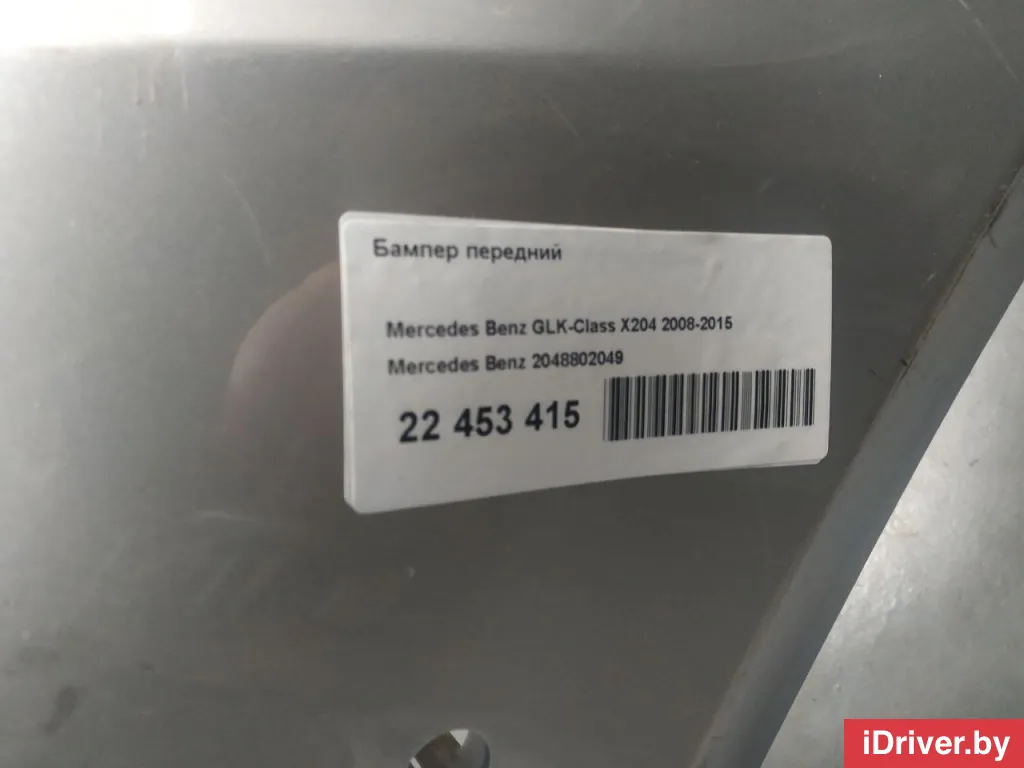 Бампер передний
Mercedes Benz GLK-Class X204 2008-2015
Mercedes Benz 2048802049
22 453 415
iDriver.by